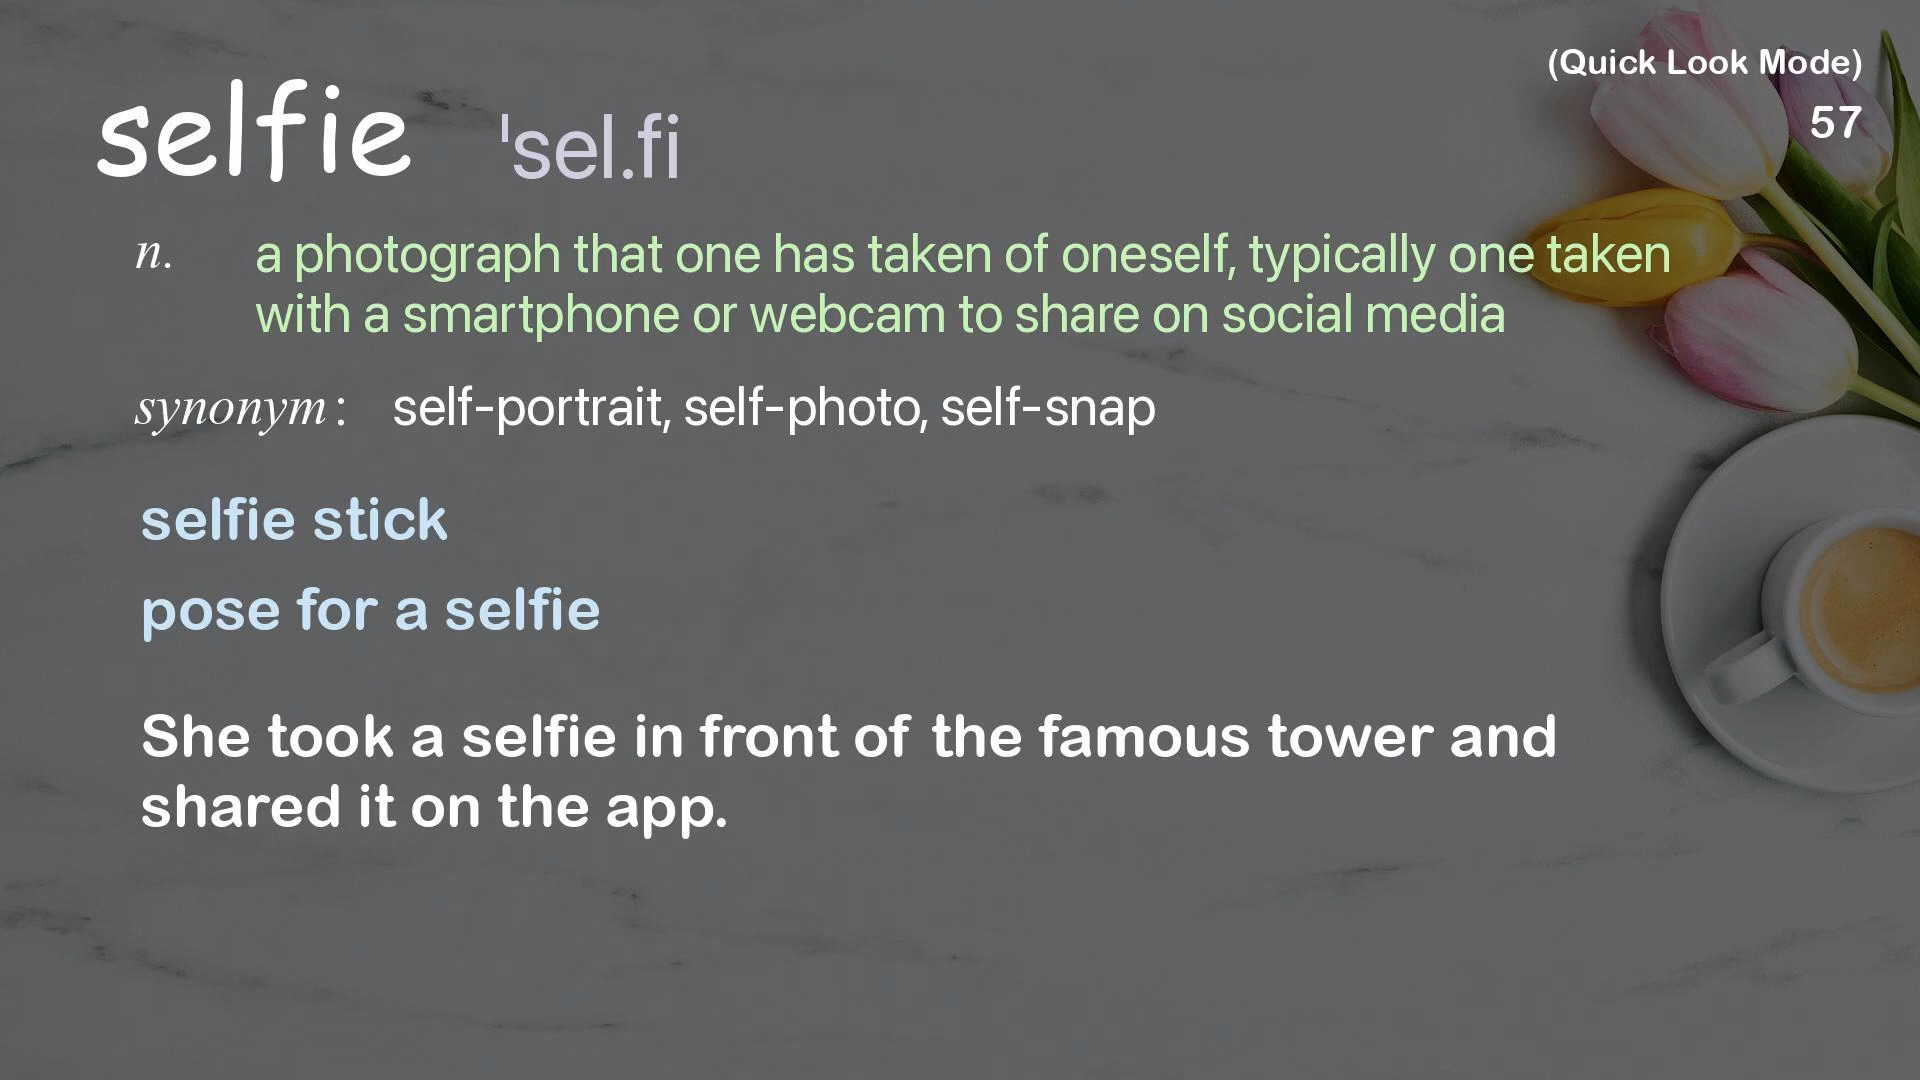 (Quick Look Mode)
57
selfie ˈsel.fi
n. a photograph that one has taken of oneself, typically one taken
with a smartphone or webcam to share on social media
synonym: self-portrait, self-photo, self-snap
selfie stick
pose for a selfie
She took a selfie in front of the famous tower and
shared it on the app.